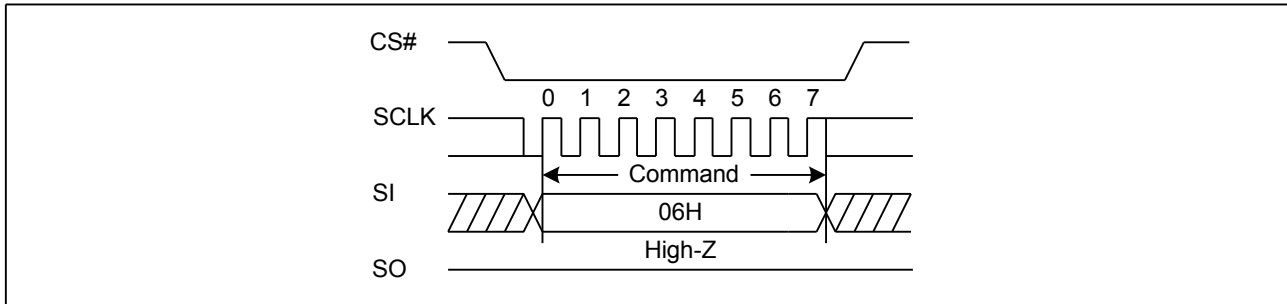 CS#
0 1 2 3 4 5 6 7
SCLK
Command
SI
06H
High-Z
SO